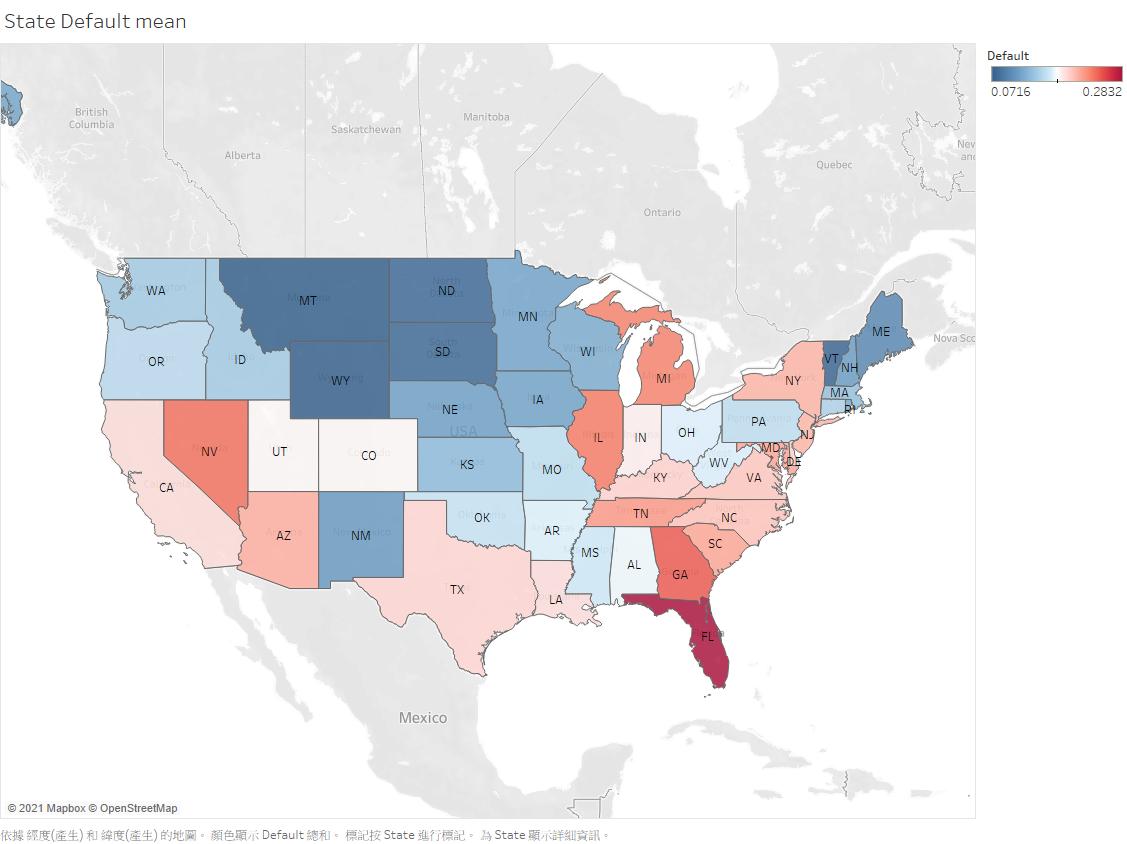 State Default mean
Default
0.0716
0.2832
British
Columbia
Alberta
Saskatchewan
Manitoba
Ontario
Quebec
Nova Sco
WA
MT
ND
MN
OR
ID
WY
SD
WI
MI
ME
VT
NH
NY
MA
RI
NE
IA
USA
NV
UT
CO
KS
MO
IL
IN
OH
PA
NJ
MD
DE
WV
VA
KY
CA
AZ
NM
OK
AR
TN
NC
SC
TX
LA
MS
AL
GA
FL
Mexico
© 2021 Mapbox © OpenStreetMap
依據 經度(產生) 和 緯度(產生) 的地圖。 顏色顯示 Default 總和。 標記按 State 進行標記。 為 State 顯示詳細資訊。